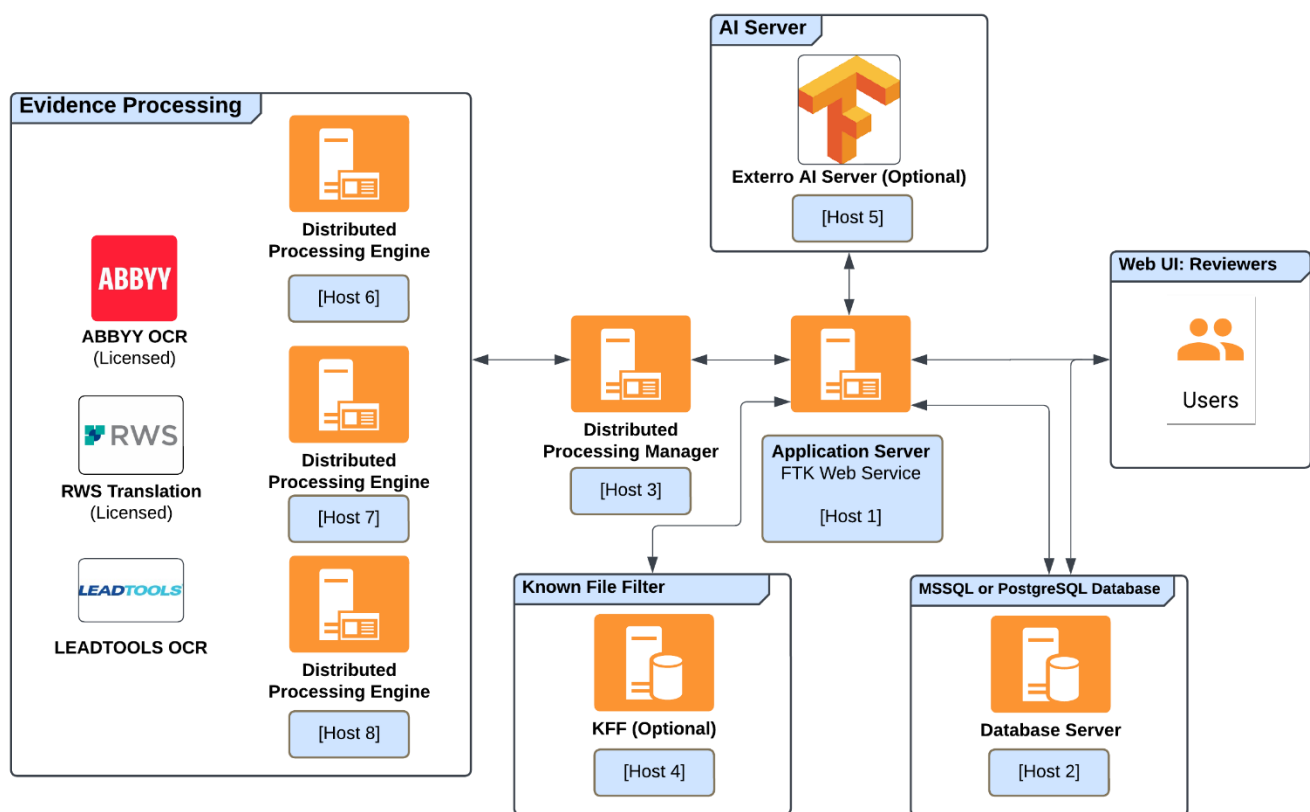 AI Server
Exterro AI Server (Optional)
[Host 5]
Evidence Processing
ABBYY
ABBYY OCR
(Licensed)
RWS
RWS Translation
(Licensed)
LEADTOOLS
LEADTOOLS OCR
Distributed
Processing Engine
[Host 6]
Distributed
Processing Engine
[Host 7]
Distributed
Processing Engine
[Host 8]
Distributed
Processing Manager
[Host 3]
Application Server
FTK Web Service
[Host 1]
Web UI: Reviewers
Users
Known File Filter
KFF (Optional)
[Host 4]
MSSQL or PostgreSQL Database
Database Server
[Host 2]